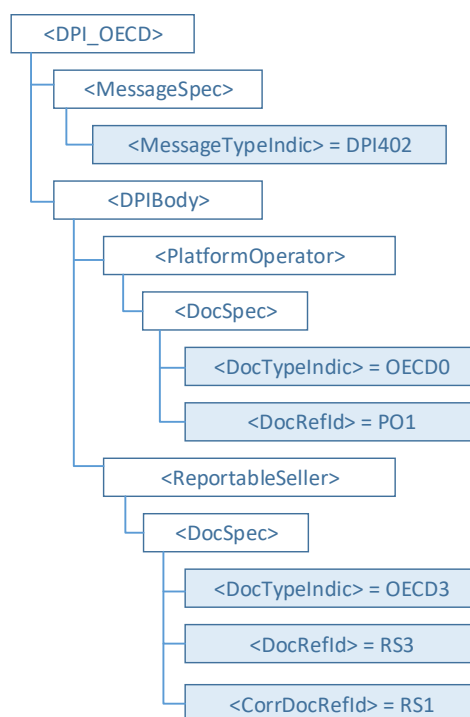 <DPI_OECD>
<MessageSpec>
<MessageTypeIndic> = DPI402
<DPIBody>
<PlatformOperator>
<DocSpec>
<DocTypeIndic> = OECD0
<DocRefId> = PO1
<ReportableSeller>
<DocSpec>
<DocTypeIndic> = OECD3
<DocRefId> = RS3
<CorrDocRefId> = RS1